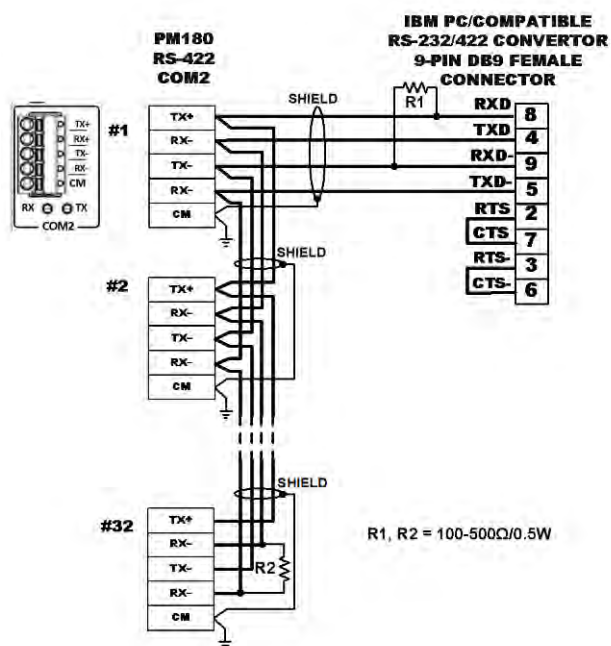 IBM PC/COMPATIBLE
RS-232/422 CONVERTOR
9-PIN DB9 FEMALE
CONNECTOR
PM180
RS-422
COM2
#1
TX+
RX+
TX-
RX-
CM
RX
TX
COM2
TX+
RX-
TX-
RX-
CM
SHIELD
R1
RXD 8
TXD 4
RXD- 9
TXD- 5
RTS 2
CTS 7
RTS- 3
CTS- 6
SHIELD
#2
TX+
RX-
TX-
RX-
CM
SHIELD
#32
TX+
RX-
TX-
RX-
CM
R2
R1, R2 = 100-500Ω/0.5W